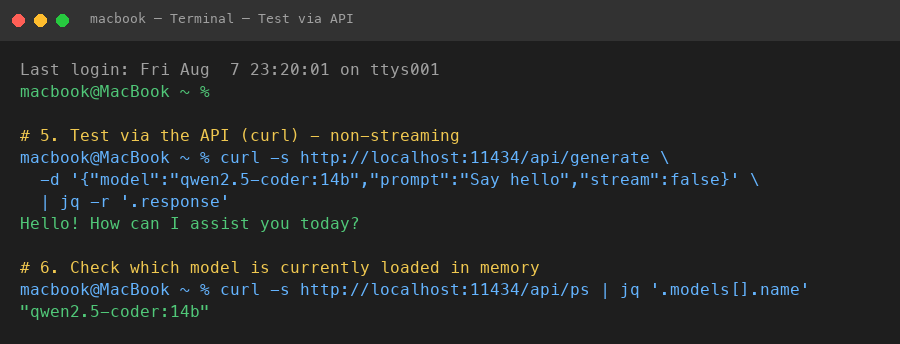 macbook — Terminal — Test via API
Last login: Fri Aug  7 23:20:01 on ttys001
macbook@MacBook ~ %
# 5. Test via the API (curl) — non-streaming
macbook@MacBook ~ % curl -s http://localhost:11434/api/generate \
  -d '{"model":"qwen2.5-coder:14b","prompt":"Say hello","stream":false}' \
  | jq -r '.response'
Hello! How can I assist you today?
# 6. Check which model is currently loaded in memory
macbook@MacBook ~ % curl -s http://localhost:11434/api/ps | jq '.models[].name'
"qwen2.5-coder:14b"